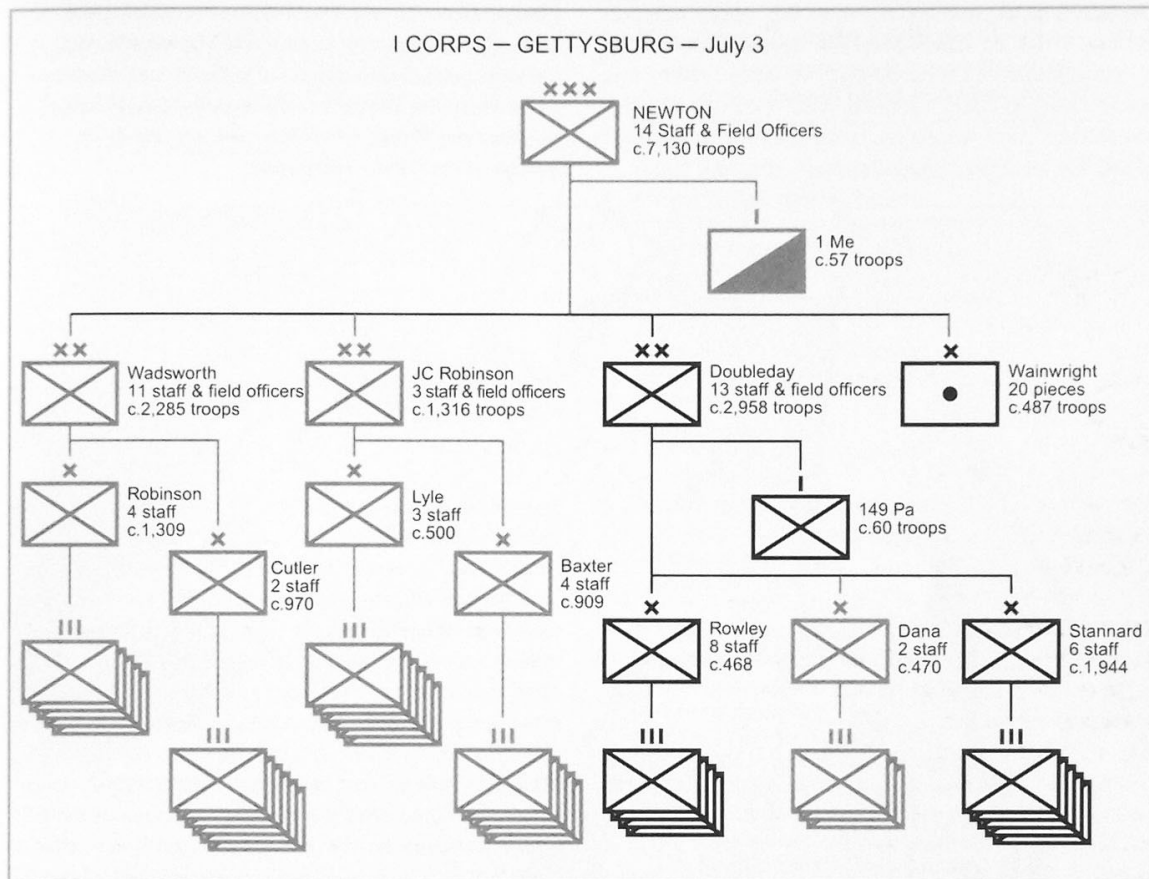 I CORPS – GETTYSBURG – July 3
NEWTON
14 Staff & Field Officers
c.7,130 troops
1 Me
c.57 troops
Wadsworth
11 staff & field officers
c.2,285 troops
JC Robinson
3 staff & field officers
c.1,316 troops
Doubleday
13 staff & field officers
c.2,958 troops
Wainwright
20 pieces
c.487 troops
Robinson
4 staff
c.1,309
Cutler
2 staff
c.970
Lyle
3 staff
c.500
Baxter
4 staff
c.909
149 Pa
c.60 troops
Rowley
8 staff
c.468
Dana
2 staff
c.470
Stannard
6 staff
c.1,944